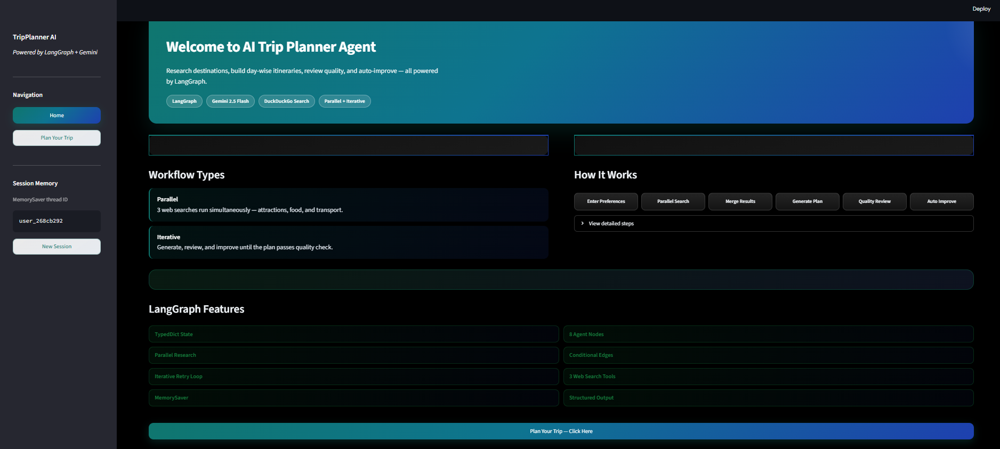 Deploy
TripPlanner AI
Powered by LangGraph + Gemini
Navigation
Home
Plan Your Trip
Session Memory
MemorySaver thread ID
user_268cb292
New Session
Welcome to AI Trip Planner Agent
Research destinations, build day-wise itineraries, review quality, and auto-improve — all powered
by LangGraph.
LangGraph
Gemini 2.5 Flash
DuckDuckGo Search
Parallel + Iterative
Workflow Types
Parallel
3 web searches run simultaneously — attractions, food, and transport.
Iterative
Generate, review, and improve until the plan passes quality check.
How It Works
Enter Preferences
Parallel Search
Merge Results
Generate Plan
Quality Review
Auto Improve
View detailed steps
LangGraph Features
TypedDict State
8 Agent Nodes
Parallel Research
Conditional Edges
Iterative Retry Loop
3 Web Search Tools
MemorySaver
Structured Output
Plan Your Trip — Click Here